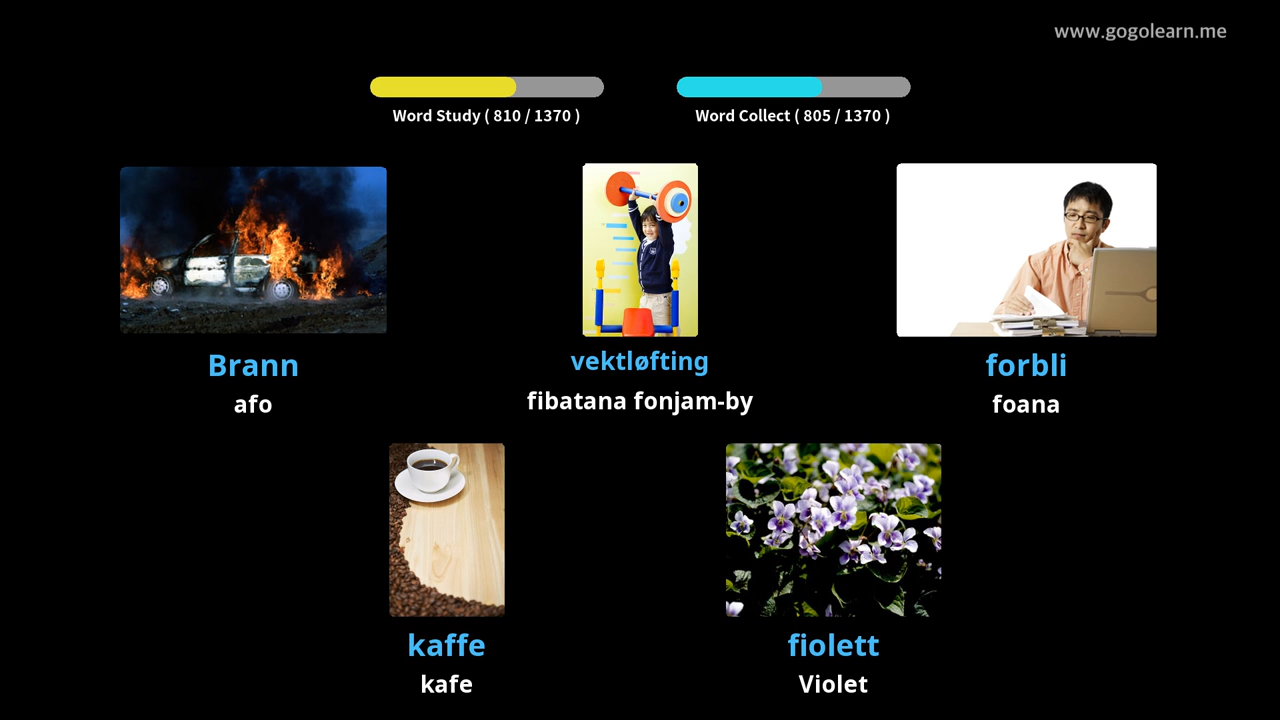 www.gogolearn.me
Word Study ( 810 / 1370 )
Word Collect ( 805 / 1370 )
Brann
afo
vektløfting
fibatana fonjam-by
forbli
foana
kaffe
kafe
fiolett
Violet